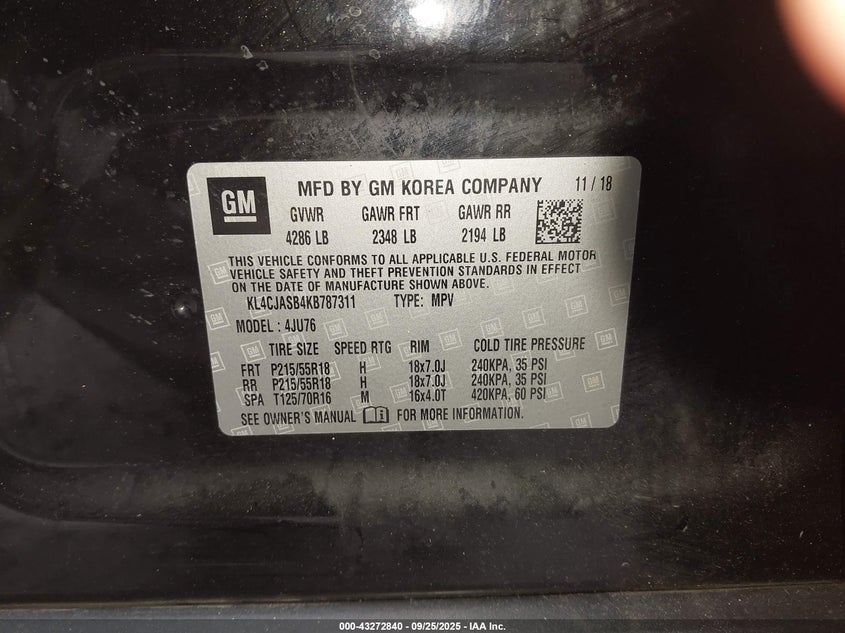 GM MFD BY GM KOREA COMPANY 11 / 18
GVWR GAWR FRT GAWR RR
4286 LB 2348 LB 2194 LB
THIS VEHICLE CONFORMS TO ALL APPLICABLE U.S. FEDERAL MOTOR
VEHICLE SAFETY AND THEFT PREVENTION STANDARDS IN EFFECT
ON THE DATE OF MANUFACTURE SHOWN ABOVE.
KL4CJASB4KB787311 TYPE: MPV
MODEL : 4JU76
TIRE SIZE SPEED RTG RIM COLD TIRE PRESSURE
FRT P215/55R18 H 18x7.0J 240KPA, 35 PSI
RR P215/55R18 H 18x7.0J 240KPA, 35 PSI
SPA T125/70R16 M 16x4.0T 420KPA, 60 PSI
SEE OWNER'S MANUAL FOR MORE INFORMATION.
000-43272840 - 09/25/2025 - IAA Inc.